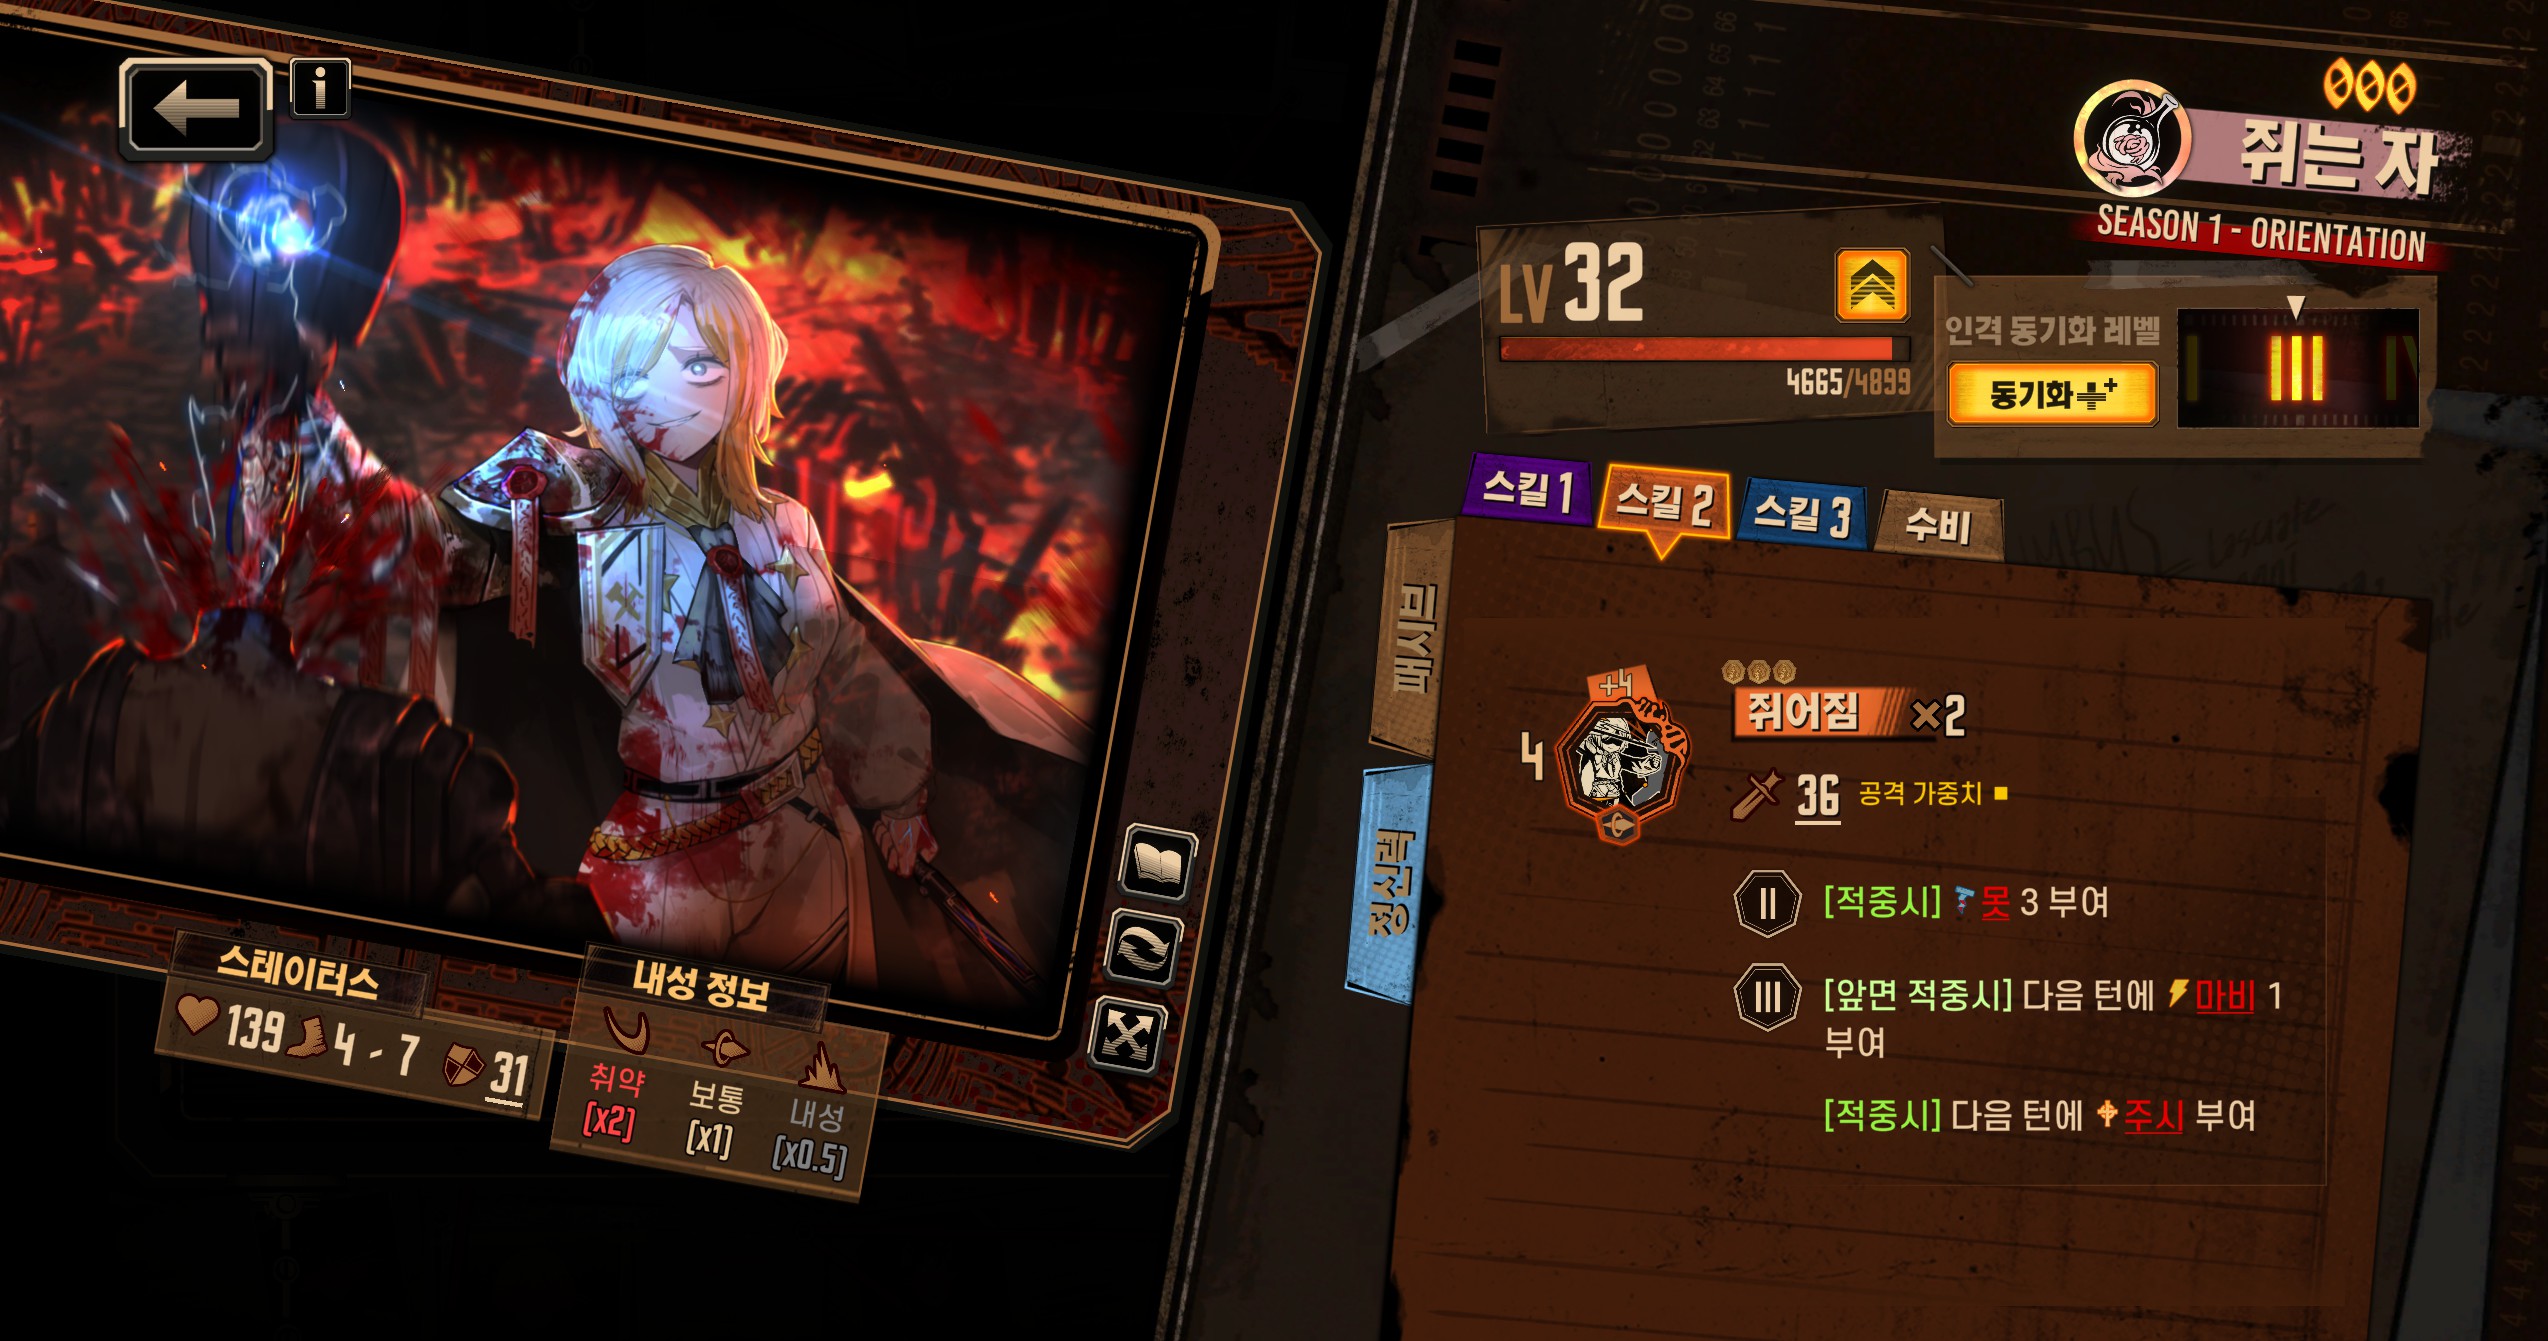 쥐는 자
SEASON 1 - ORIENTATION
LV 32
4665/4899
인격 동기화 레벨
동기화
III
스킬 1
스킬 2
스킬 3
수비
패시브
정신력
+4
4
쥐어짐 ×2
36 공격 가중치
II
[적중시] 못 3 부여
III
[앞면 적중시] 다음 턴에 마비 1
부여
[적중시] 다음 턴에 주시 부여
스테이터스
139 4 - 7 31
내성 정보
취약 보통 내성
[x2] [x1] [x0.5]